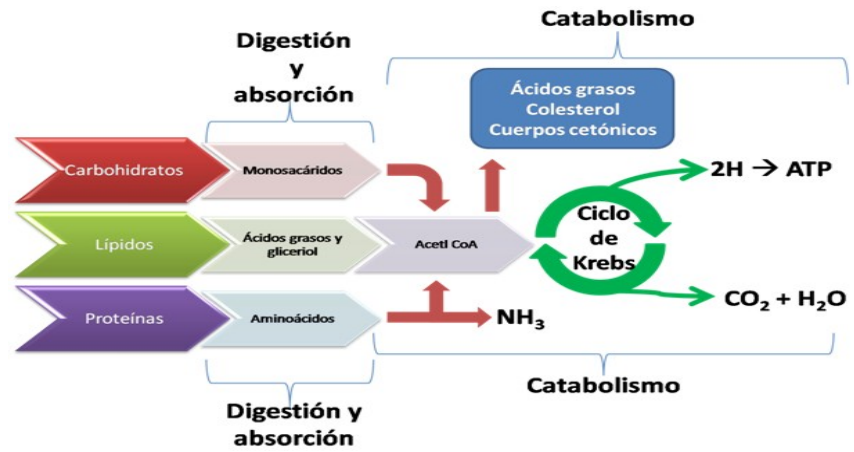 Catabolismo
Digestión
y
absorción
Ácidos grasos
Colesterol
Cuerpos cetónicos
Carbohidratos
Monosacáridos
2H → ATP
Ciclo
de
Krebs
Lípidos
Ácidos grasos y
gliceriol
Acetl CoA
CO₂ + H₂O
Proteínas
Aminoácidos
NH₃
Catabolismo
Digestión y
absorción